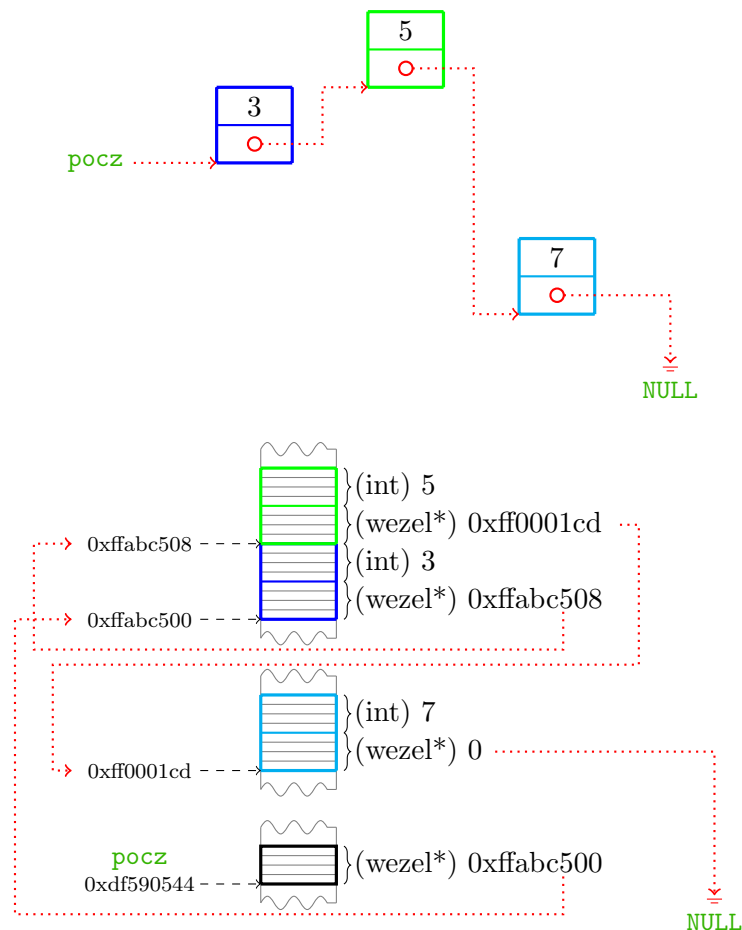 5
3
pocz
7
NULL
(int) 5
(wezel*) 0xff0001cd
0xffabc508
(int) 3
(wezel*) 0xffabc508
0xffabc500
(int) 7
(wezel*) 0
0xff0001cd
pocz
(wezel*) 0xffabc500
0xdf590544
NULL